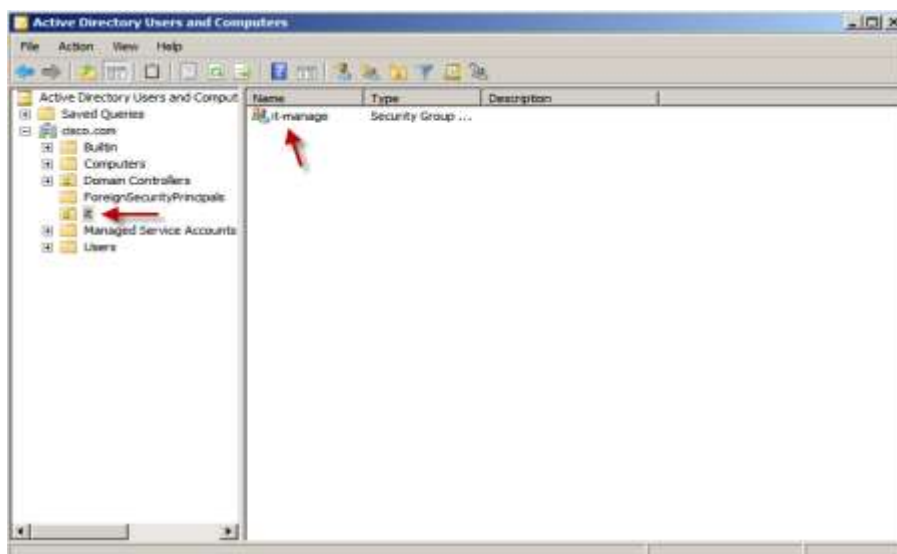 Active Directory Users and Computers
File Action View Help
Active Directory Users and Comput
Saved Queries
cisco.com
Builtin
Computers
Domain Controllers
ForeignSecurityPrincipals
it
Managed Service Accounts
Users
Name Type Description
it-manage Security Group ...